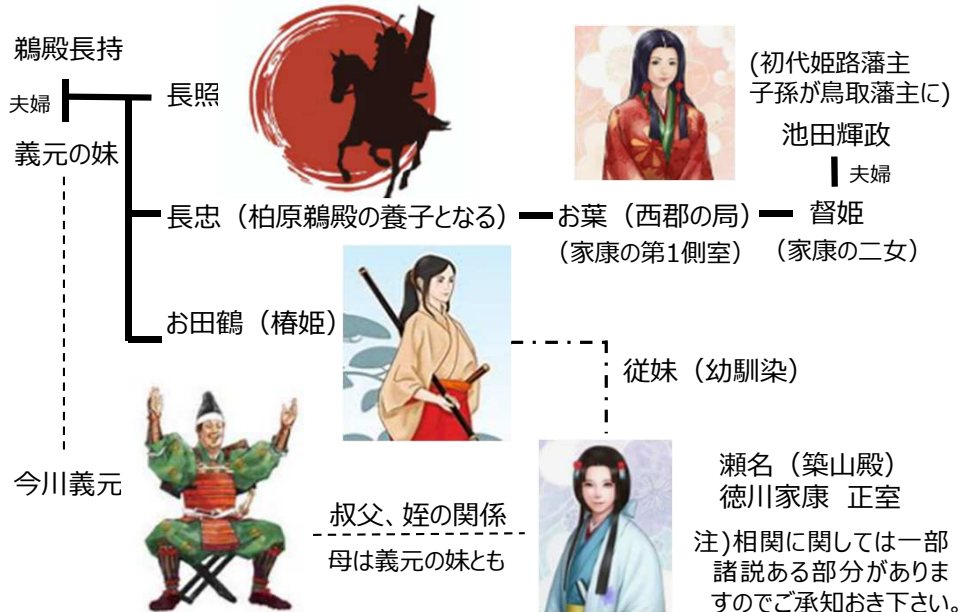 鵜殿長持
夫婦
義元の妹
長照
(初代姫路藩主
子孫が鳥取藩主に)
池田輝政
夫婦
長忠（柏原鵜殿の養子となる）
お葉（西郡の局）
督姫
(家康の第1側室）
（家康の二女）
お田鶴（椿姫）
従妹（幼馴染）
今川義元
叔父、姪の関係
母は義元の妹とも
瀬名（築山殿）
徳川家康 正室
注)相関に関しては一部
諸説ある部分がありま
すのでご承知おき下さい。